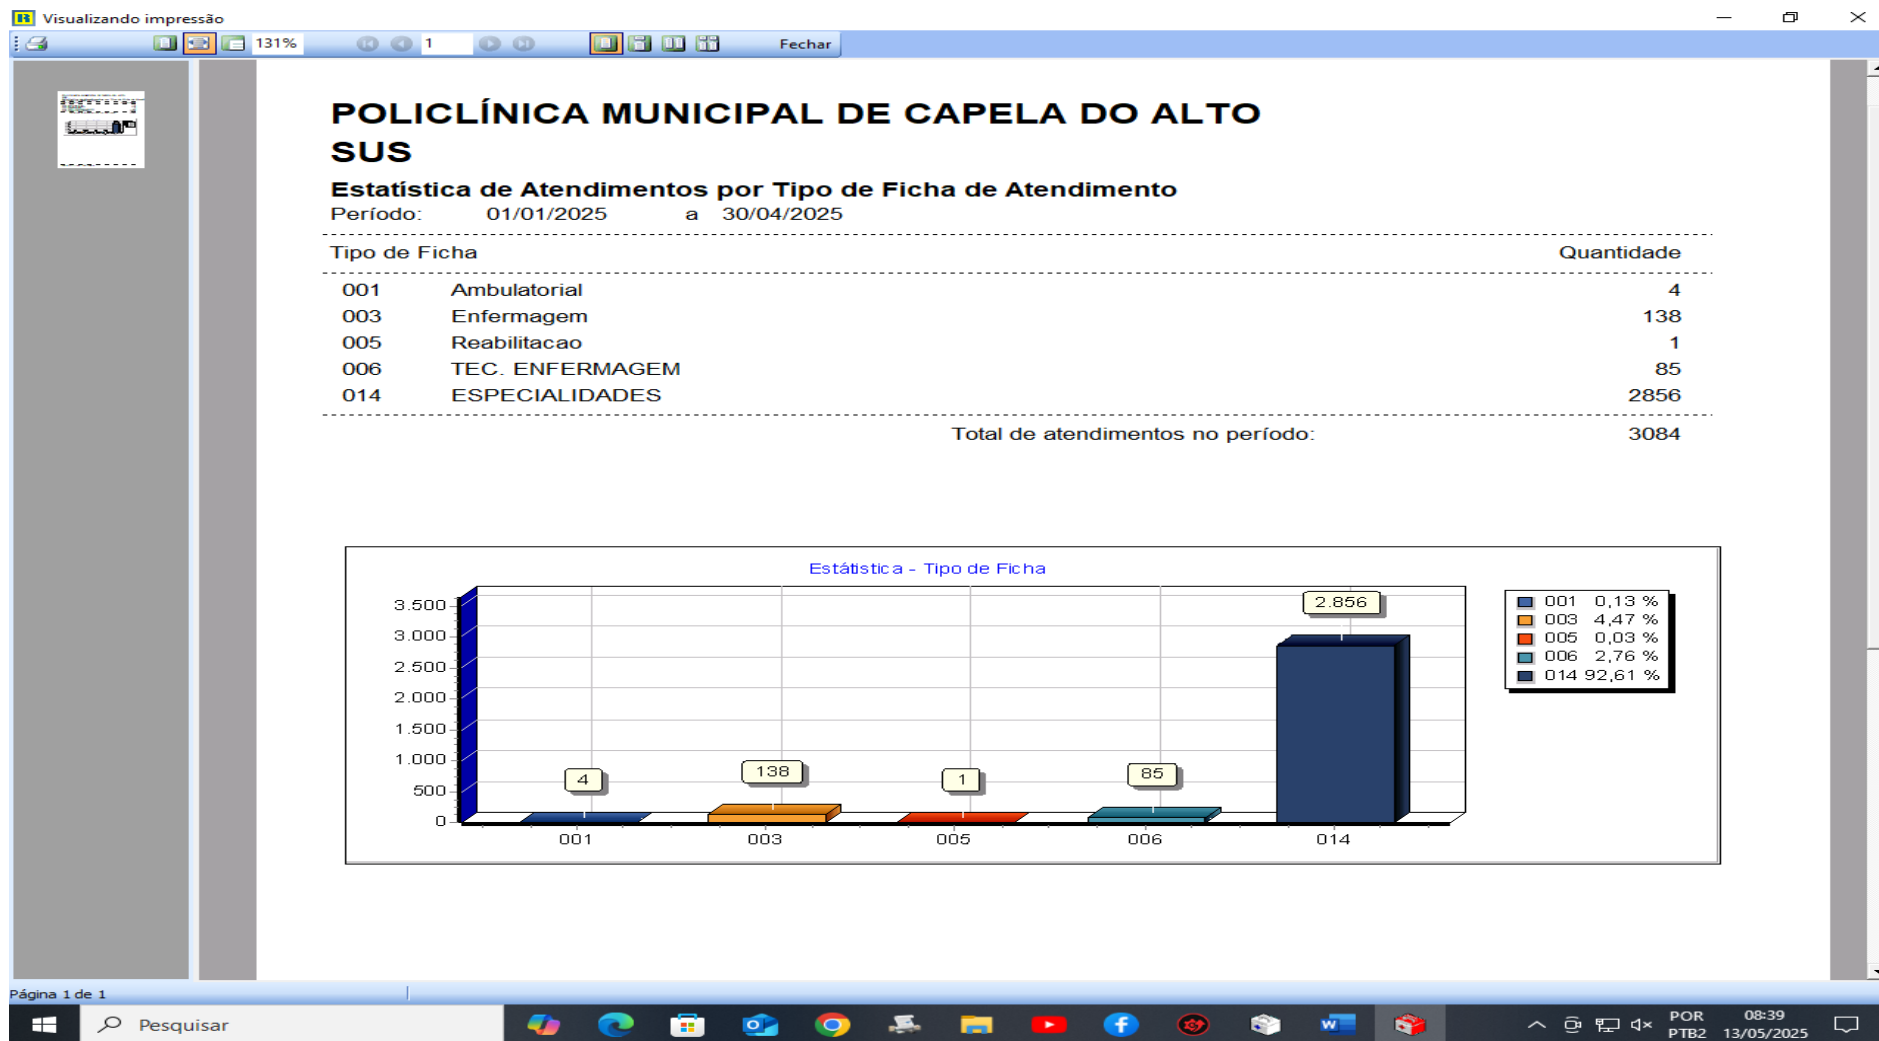 Visualizando impressão
131%
1
Fechar
POLICLÍNICA MUNICIPAL DE CAPELA DO ALTO
SUS
Estatística de Atendimentos por Tipo de Ficha de Atendimento
Período: 01/01/2025 a 30/04/2025
Tipo de Ficha Quantidade
001 Ambulatorial 4
003 Enfermagem 138
005 Reabilitacao 1
006 TEC. ENFERMAGEM 85
014 ESPECIALIDADES 2856
Total de atendimentos no período: 3084
Estátistica - Tipo de Ficha
3.500
3.000
2.500
2.000
1.500
1.000
500
0
4
138
1
85
2.856
001
003
005
006
014
001 0,13 %
003 4,47 %
005 0,03 %
006 2,76 %
014 92,61 %
Página 1 de 1
Pesquisar
POR
PTB2
08:39
13/05/2025